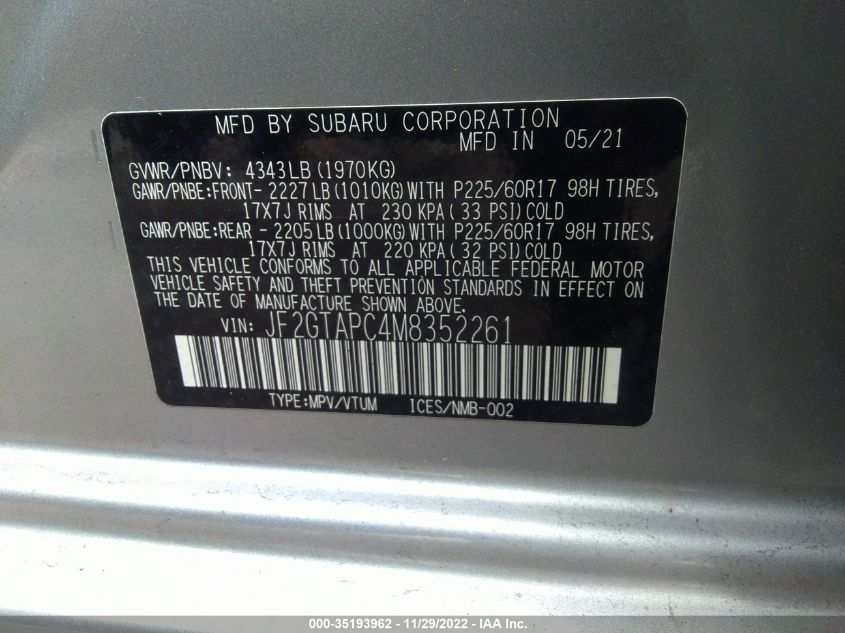 MFD BY SUBARU CORPORATION
MFD IN 05/21
GVWR/PNBV: 4343LB (1970KG)
GAWR/PNBE:FRONT- 2227LB (1010KG) WITH P225/60R17 98H TIRES,
17X7J RIMS AT 230 KPA( 33 PSI) COLD
GAWR/PNBE:REAR - 2205LB (1000KG) WITH P225/60R17 98H TIRES,
17X7J RIMS AT 220 KPA( 32 PSI) COLD
THIS VEHICLE CONFORMS TO ALL APPLICABLE FEDERAL MOTOR
VEHICLE SAFETY AND THEFT PREVENTION STANDARDS IN EFFECT ON
THE DATE OF MANUFACTURE SHOWN ABOVE.
VIN: JF2GTAPC4M8352261
TYPE:MPV/VTUM ICES/NMB-002
000-35193962 - 11/29/2022 - IAA Inc.